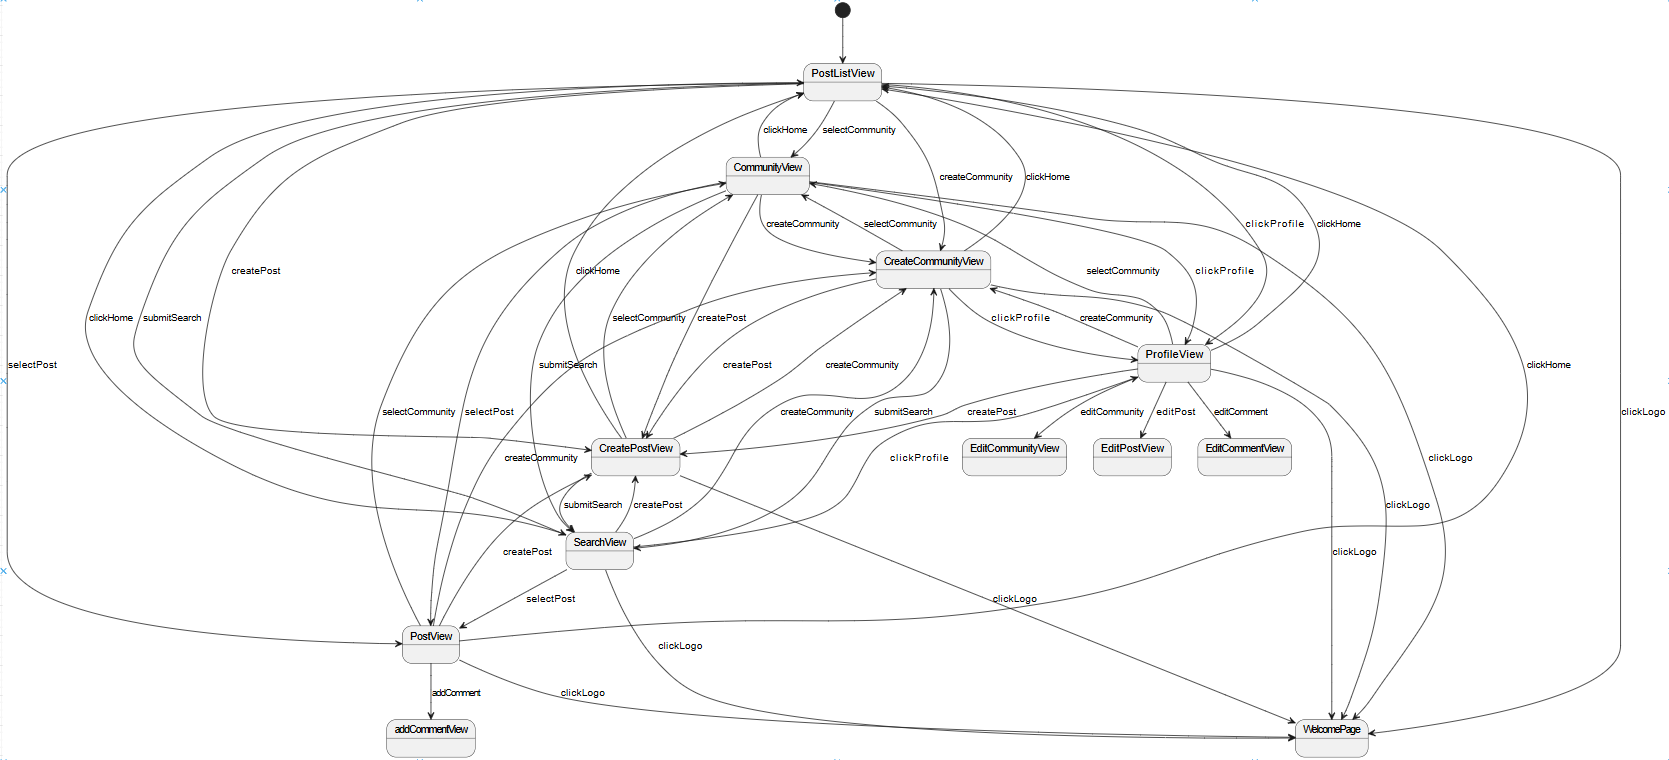 PostListView
clickHome
selectCommunity
CommunityView
createCommunity
clickHome
createCommunity
selectCommunity
clickProfile
clickHome
CreateCommunityView
createPost
clickHome
selectCommunity
clickProfile
clickHome
submitSearch
selectCommunity
createPost
clickProfile
createCommunity
ProfileView
selectPost
submitSearch
createPost
createCommunity
clickHome
selectCommunity
selectPost
createCommunity
submitSearch
createPost
editCommunity
editPost
editComment
clickLogo
CreatePostView
EditCommunityView
EditPostView
EditCommentView
createCommunity
clickProfile
clickLogo
submitSearch
createPost
clickLogo
SearchView
createPost
clickLogo
selectPost
clickLogo
PostView
clickLogo
addComment
clickLogo
addCommentView
WelcomePage